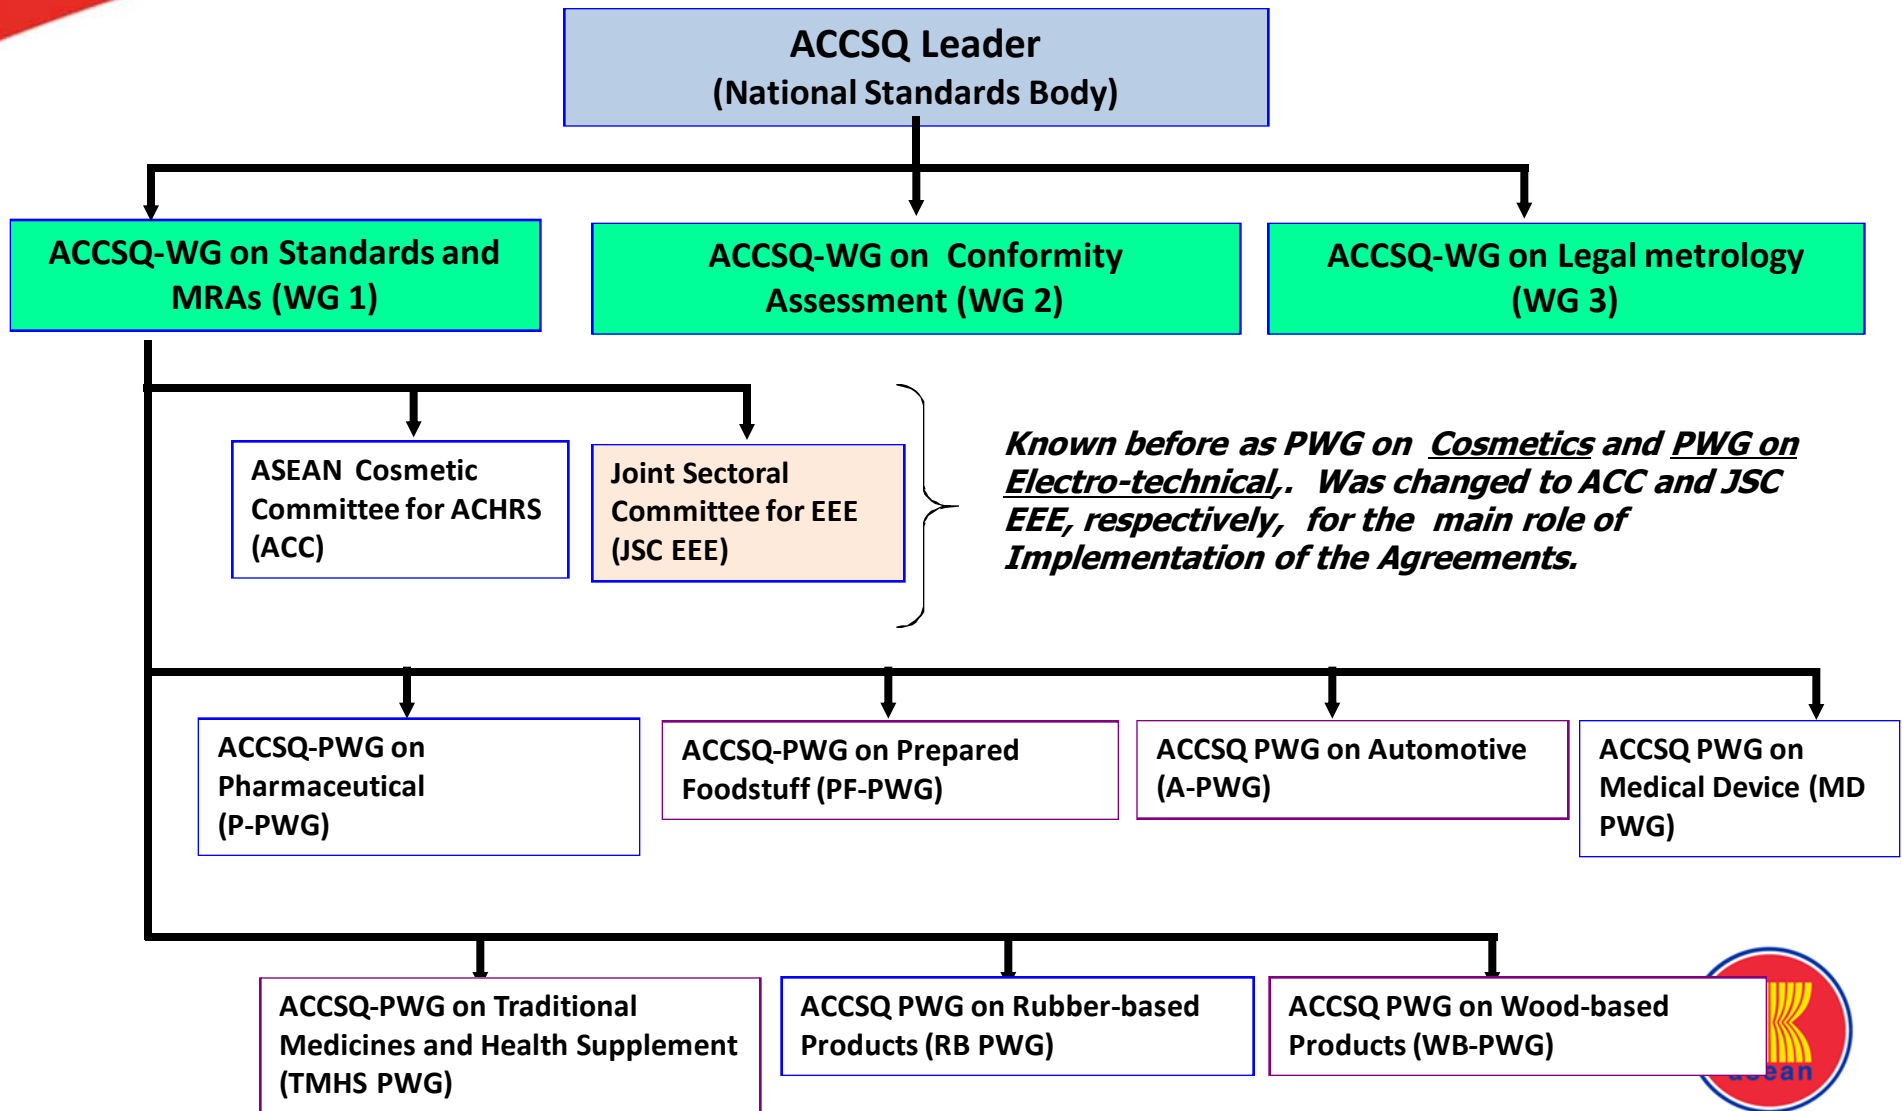 ACCSQ Leader
(National Standards Body)
ACCSQ-WG on Standards and
MRAs (WG 1)
ACCSQ-WG on Conformity
Assessment (WG 2)
ACCSQ-WG on Legal metrology
(WG 3)
ASEAN Cosmetic
Committee for ACHRS
(ACC)
Joint Sectoral
Committee for EEE
(JSC EEE)
Known before as PWG on Cosmetics and PWG on
Electro-technical,. Was changed to ACC and JSC
EEE, respectively, for the main role of
Implementation of the Agreements.
ACCSQ-PWG on
Pharmaceutical
(P-PWG)
ACCSQ-PWG on Prepared
Foodstuff (PF-PWG)
ACCSQ PWG on Automotive
(A-PWG)
ACCSQ PWG on
Medical Device (MD
PWG)
ACCSQ-PWG on Traditional
Medicines and Health Supplement
(TMHS PWG)
ACCSQ PWG on Rubber-based
Products (RB PWG)
ACCSQ PWG on Wood-based
Products (WB-PWG)
asean